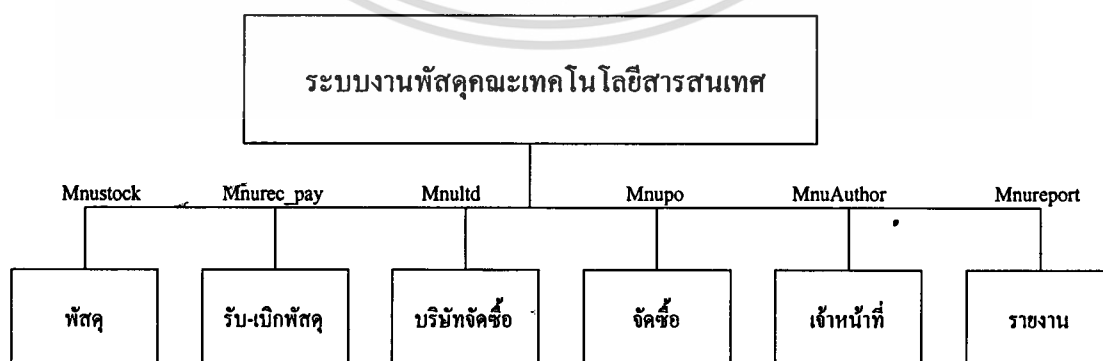 ระบบงานพัสดุคณะเทคโนโลยีสารสนเทศ
Mnustock Mnurec_pay Mnultd Mnupo MnuAuthor Mnureport
พัสดุ รับ-เบิกพัสดุ บริษัทจัดซื้อ จัดซื้อ เจ้าหน้าที่ รายงาน